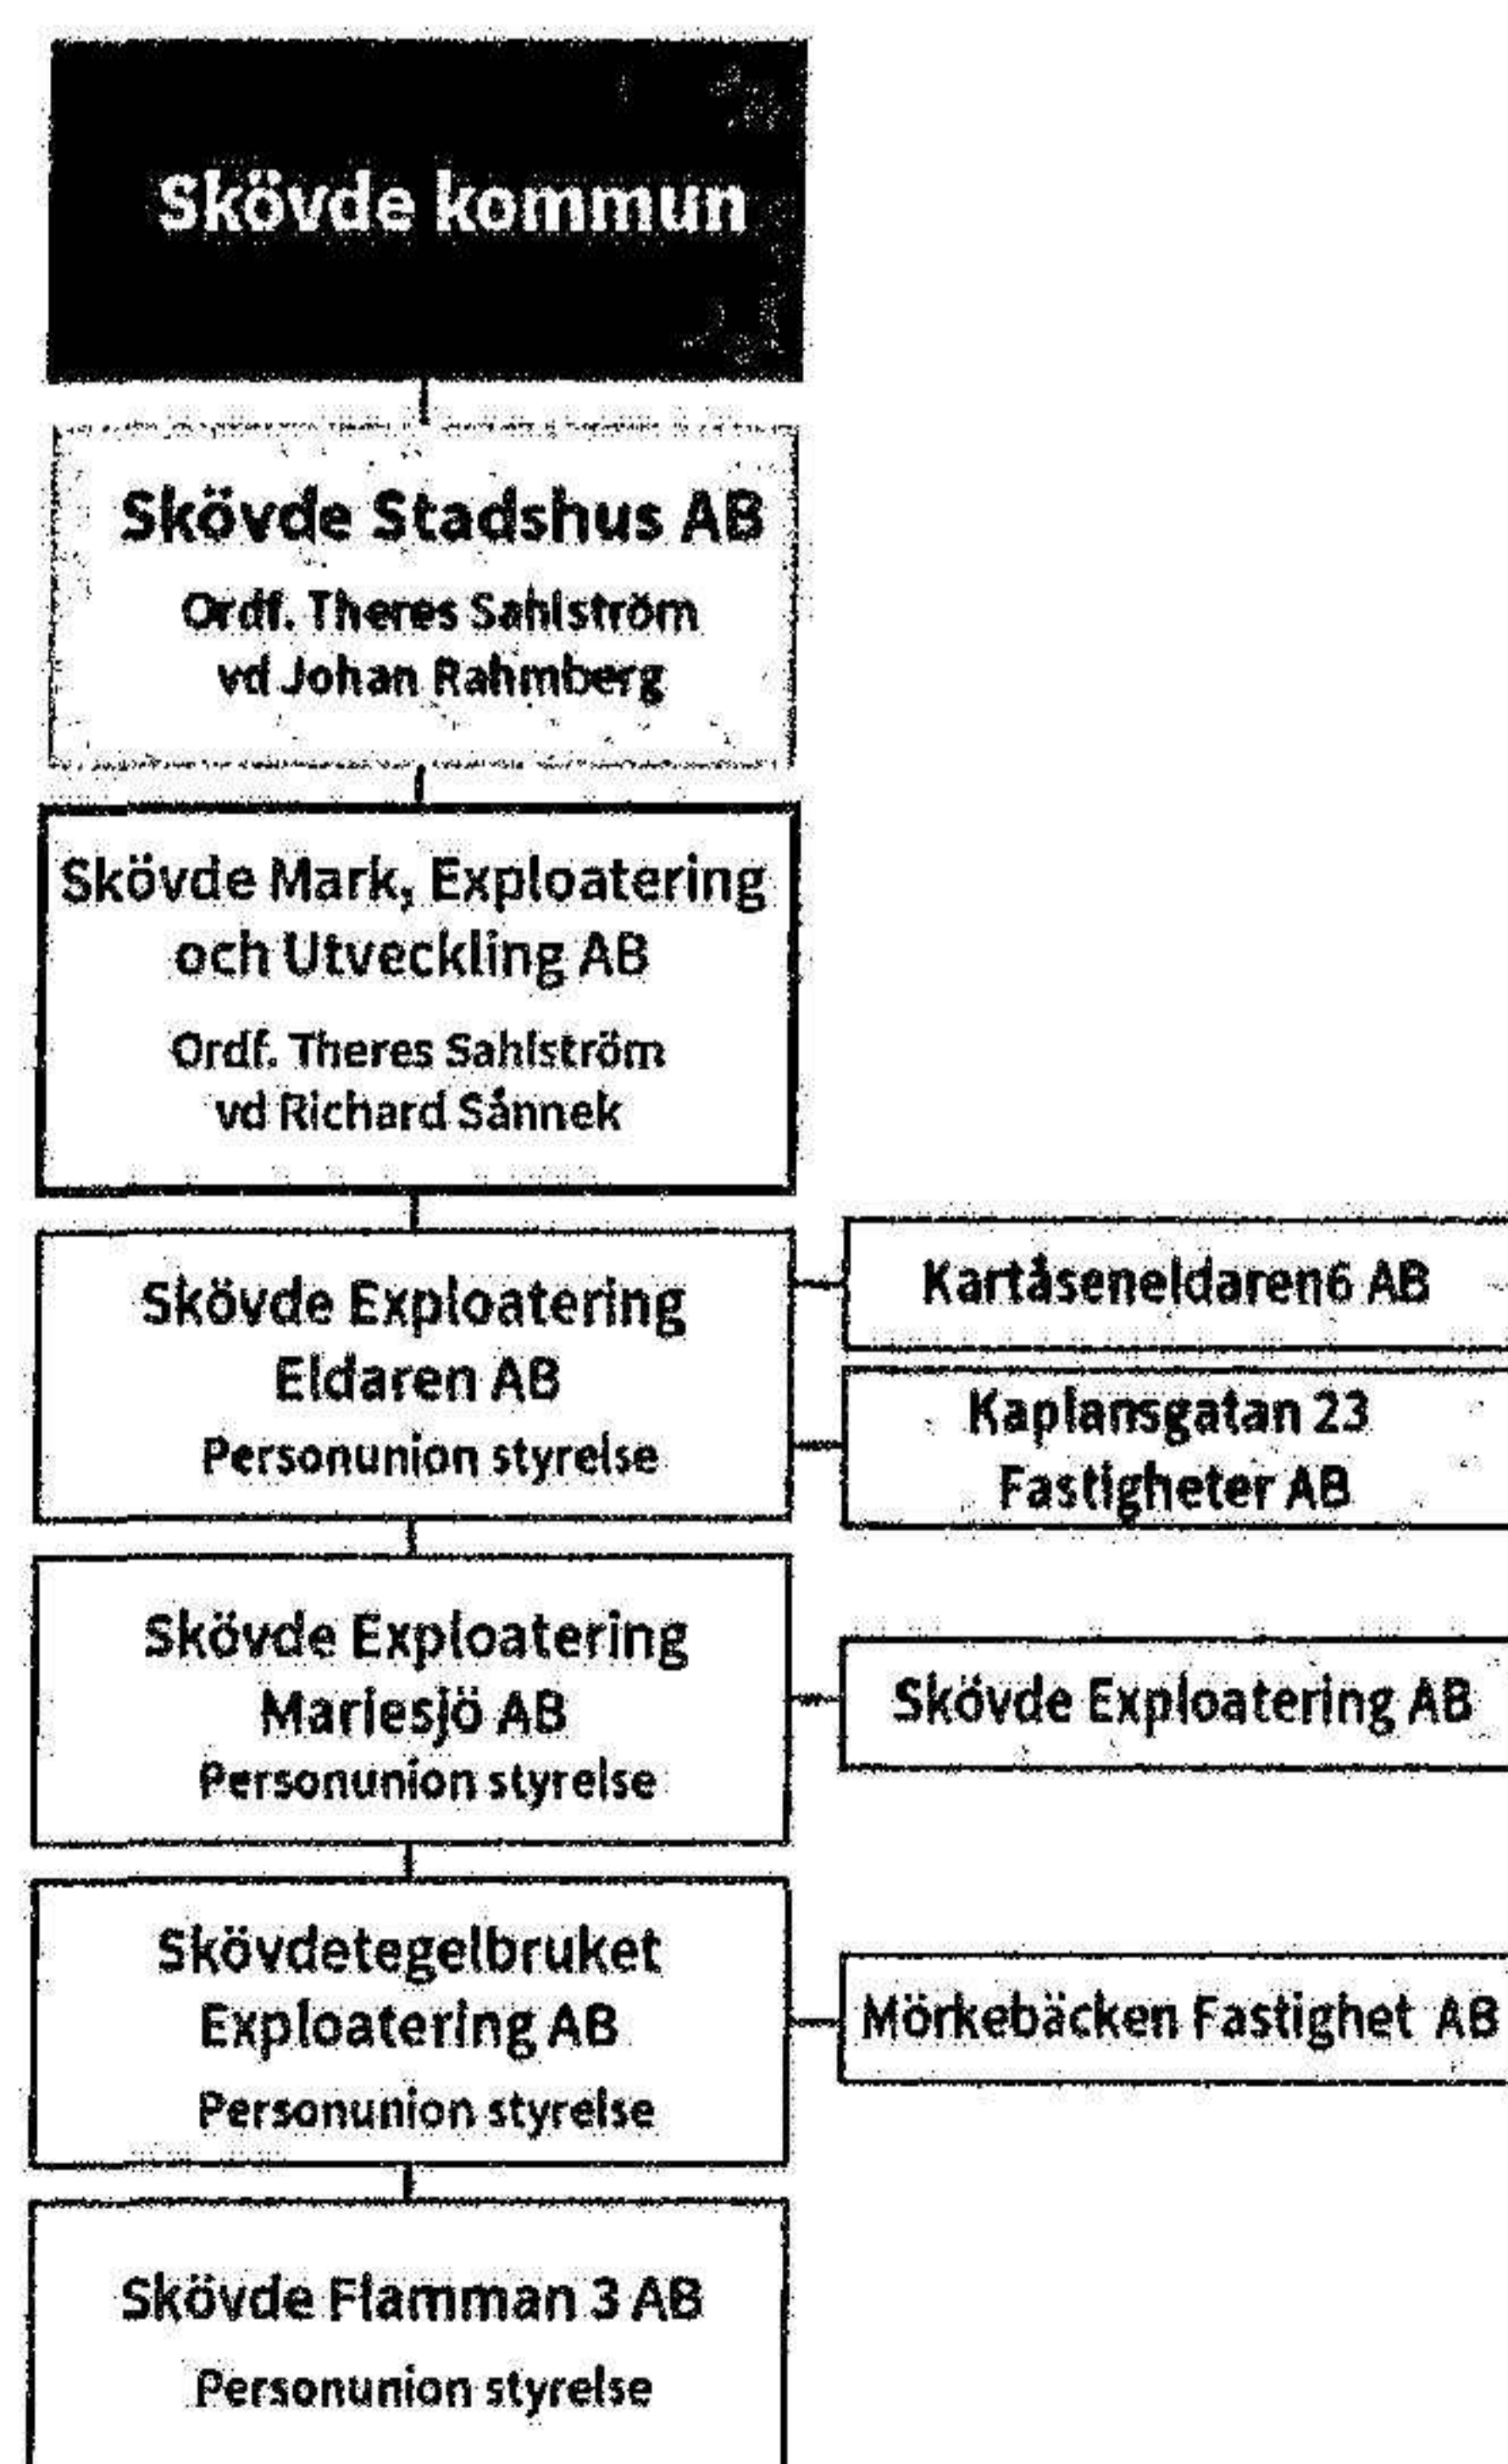 Skövde kommun
Skövde Stadshus AB
Ordf. Theres Sahlström
vd Johan Rahmberg
Skövde Mark, Exploatering
och Utveckling AB
Ordf. Theres Sahlström
vd Richard Sånnek
Skövde Exploatering
Eldaren AB
Personunion styrelse
Kartåseneldaren6 AB
Kaplansgatan 23
Fastigheter AB
Skövde Exploatering
Mariesjö AB
Personunion styrelse
Skövde Exploatering AB
Skövdetegelbruket
Exploatering AB
Personunion styrelse
Mörkebäcken Fastighet AB
Skövde Flamman 3 AB
Personunion styrelse